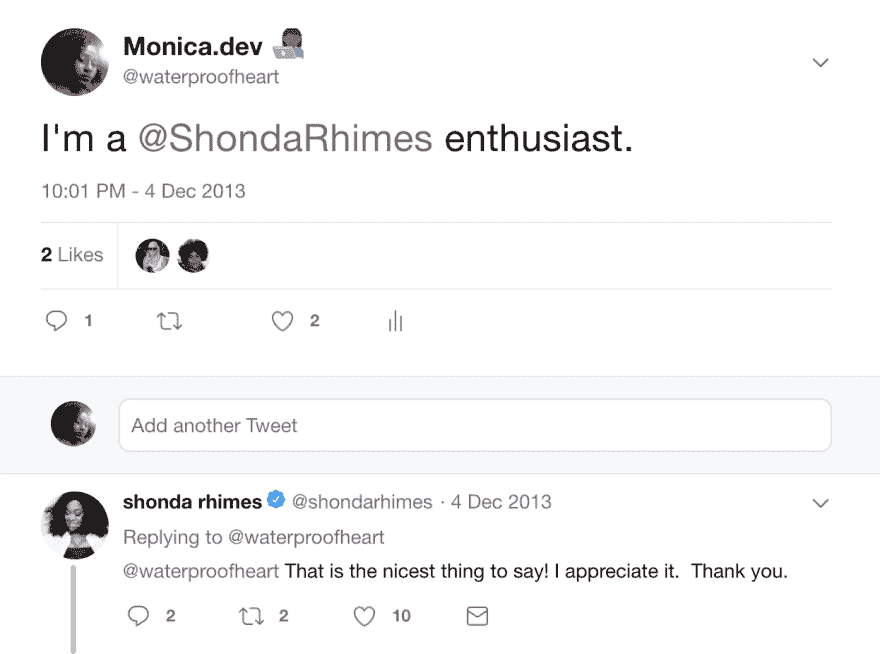 Monica.dev 👩🏿‍💻
@waterproofheart
I'm a @ShondaRhimes enthusiast.
10:01 PM - 4 Dec 2013
2 Likes
1 2
Add another Tweet
shonda rhimes @shondarhimes · 4 Dec 2013
Replying to @waterproofheart
@waterproofheart That is the nicest thing to say! I appreciate it.  Thank you.
2 2 10